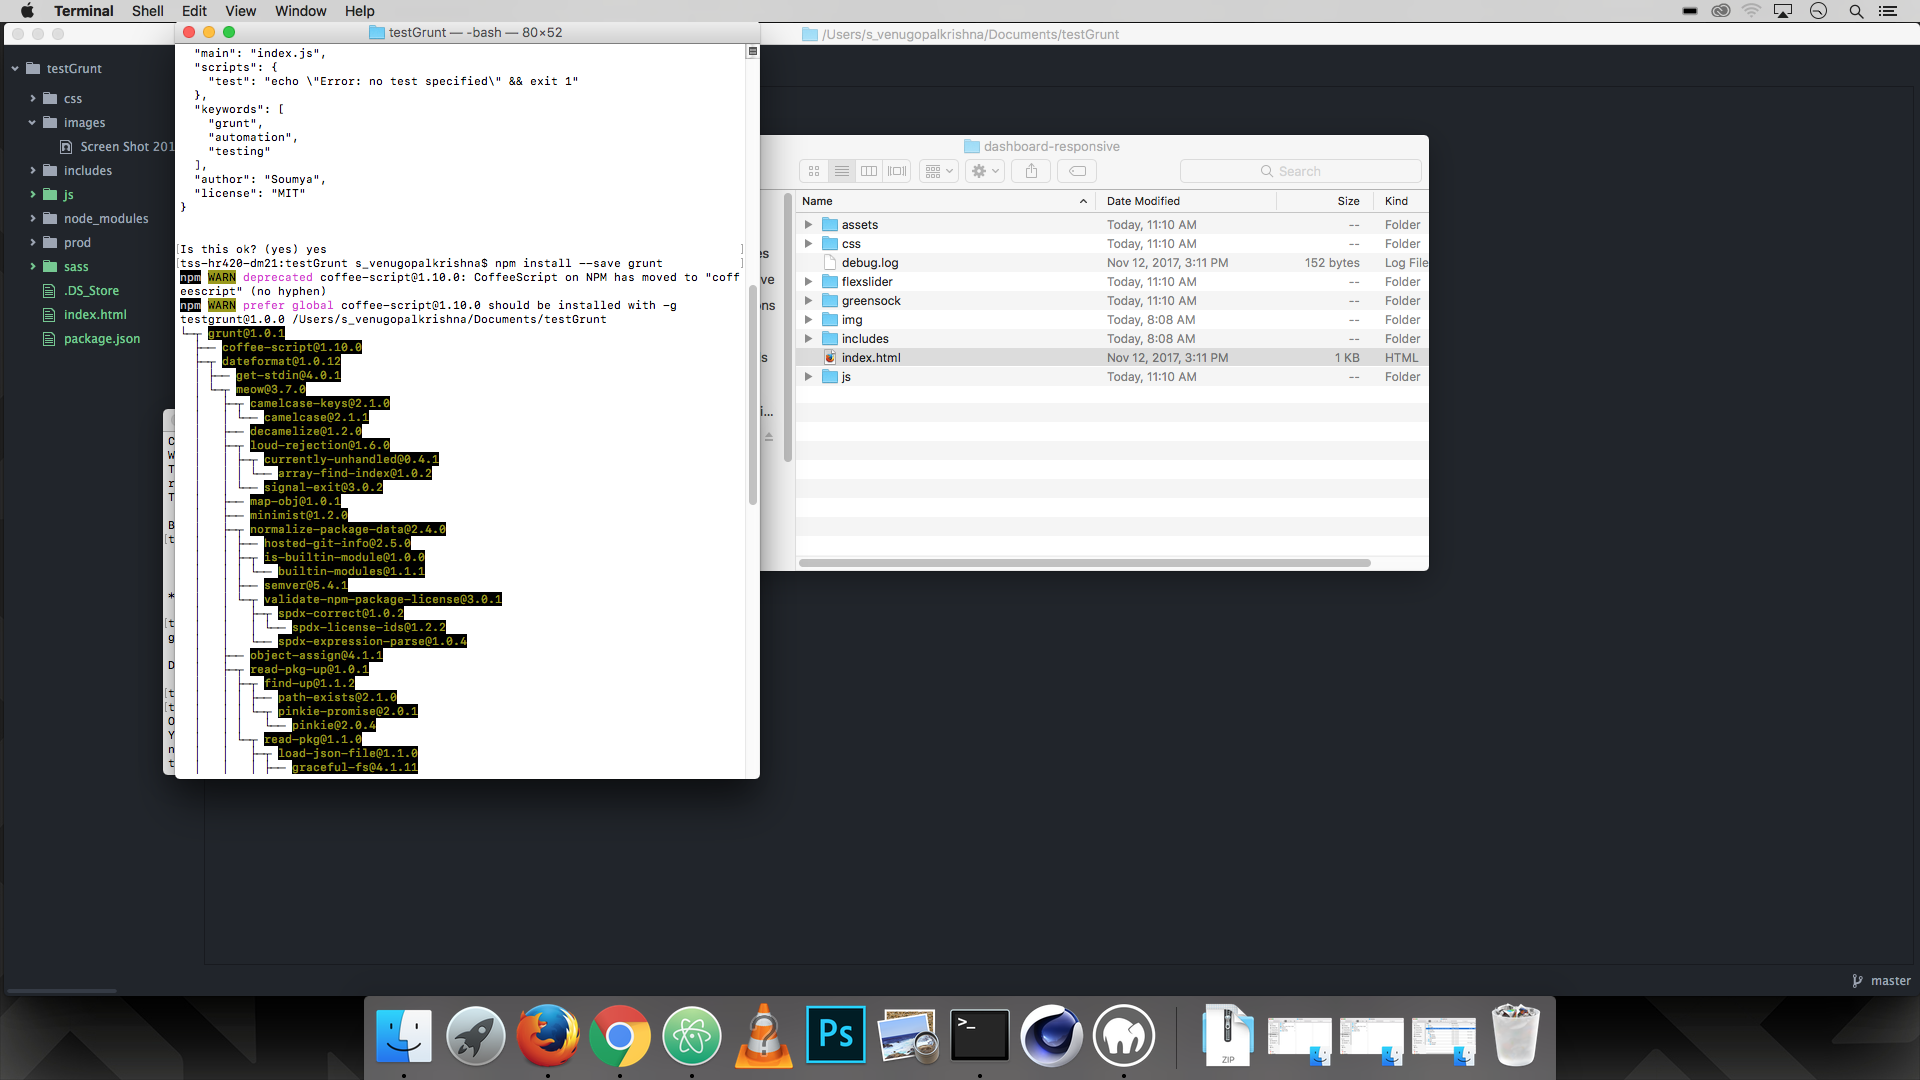 Terminal Shell Edit View Window Help
testGrunt — -bash — 80×52
/Users/s_venugopalkrishna/Documents/testGrunt
testGrunt
css
images
Screen Shot 201
includes
js
node_modules
prod
sass
.DS_Store
index.html
package.json
"main": "index.js",
"scripts": {
"test": "echo \"Error: no test specified\" && exit 1"
},
"keywords": [
"grunt",
"automation",
"testing"
],
"author": "Soumya",
"license": "MIT"
}
[Is this ok? (yes) yes ]
[tss-hr420-dm21:testGrunt s_venugopalkrishna$ npm install --save grunt ]
npm WARN deprecated coffee-script@1.10.0: CoffeeScript on NPM has moved to "coff
eescript" (no hyphen)
npm WARN prefer global coffee-script@1.10.0 should be installed with -g
testgrunt@1.0.0 /Users/s_venugopalkrishna/Documents/testGrunt
└─┬ grunt@1.0.1
coffee-script@1.10.0
dateformat@1.0.12
get-stdin@4.0.1
meow@3.7.0
camelcase-keys@2.1.0
camelcase@2.1.1
decamelize@1.2.0
loud-rejection@1.6.0
currently-unhandled@0.4.1
array-find-index@1.0.2
signal-exit@3.0.2
map-obj@1.0.1
minimist@1.2.0
normalize-package-data@2.4.0
hosted-git-info@2.5.0
is-builtin-module@1.0.0
builtin-modules@1.1.1
semver@5.4.1
validate-npm-package-license@3.0.1
spdx-correct@1.0.2
spdx-license-ids@1.2.2
spdx-expression-parse@1.0.4
object-assign@4.1.1
read-pkg-up@1.0.1
find-up@1.1.2
path-exists@2.1.0
pinkie-promise@2.0.1
pinkie@2.0.4
read-pkg@1.1.0
load-json-file@1.1.0
graceful-fs@4.1.11
C
W
T
r
T
B
[t
*
[t
g
D
[t
[t
O
Y
n
t
dashboard-responsive
Search
Name Date Modified Size Kind
assets Today, 11:10 AM -- Folder
css Today, 11:10 AM -- Folder
debug.log Nov 12, 2017, 3:11 PM 152 bytes Log File
flexslider Today, 11:10 AM -- Folder
greensock Today, 11:10 AM -- Folder
img Today, 8:08 AM -- Folder
includes Today, 8:08 AM -- Folder
index.html Nov 12, 2017, 3:11 PM 1 KB HTML
js Today, 11:10 AM -- Folder
es
ve
ons
s
i...
master
>_
Ps
ZIP